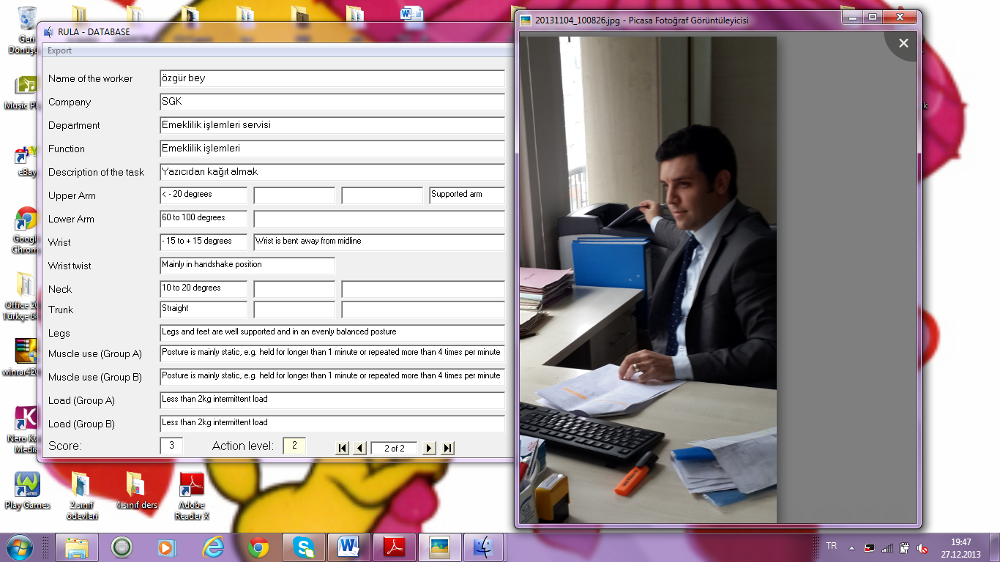 Geri
Dönüşü
RULA - DATABASE
20131104_100826.jpg - Picasa Fotoğraf Görüntüleyicisi
Export
Name of the worker özgür bey
Company SGK
Department Emeklilik işlemleri servisi
Function Emeklilik işlemleri
Description of the task Yazıcıdan kağıt almak
Upper Arm < - 20 degrees Supported arm
Lower Arm 60 to 100 degrees
Wrist - 15 to + 15 degrees Wrist is bent away from midline
Wrist twist Mainly in handshake position
Neck 10 to 20 degrees
Trunk Straight
Legs Legs and feet are well supported and in an evenly balanced posture
Muscle use (Group A) Posture is mainly static, e.g. held for longer than 1 minute or repeated more than 4 times per minute
Muscle use (Group B) Posture is mainly static, e.g. held for longer than 1 minute or repeated more than 4 times per minute
Load (Group A) Less than 2kg intermittent load
Load (Group B) Less than 2kg intermittent load
Score: 3 Action level: 2 2 of 2
Music P
eBay
Google
Chrom
Office 20
Türkçe 64
winrar420
Nero Kw
Media
Play Games
2.sınıf
ödevleri
4.sınıf ders
Adobe
Reader X
TR
19:47
27.12.2013